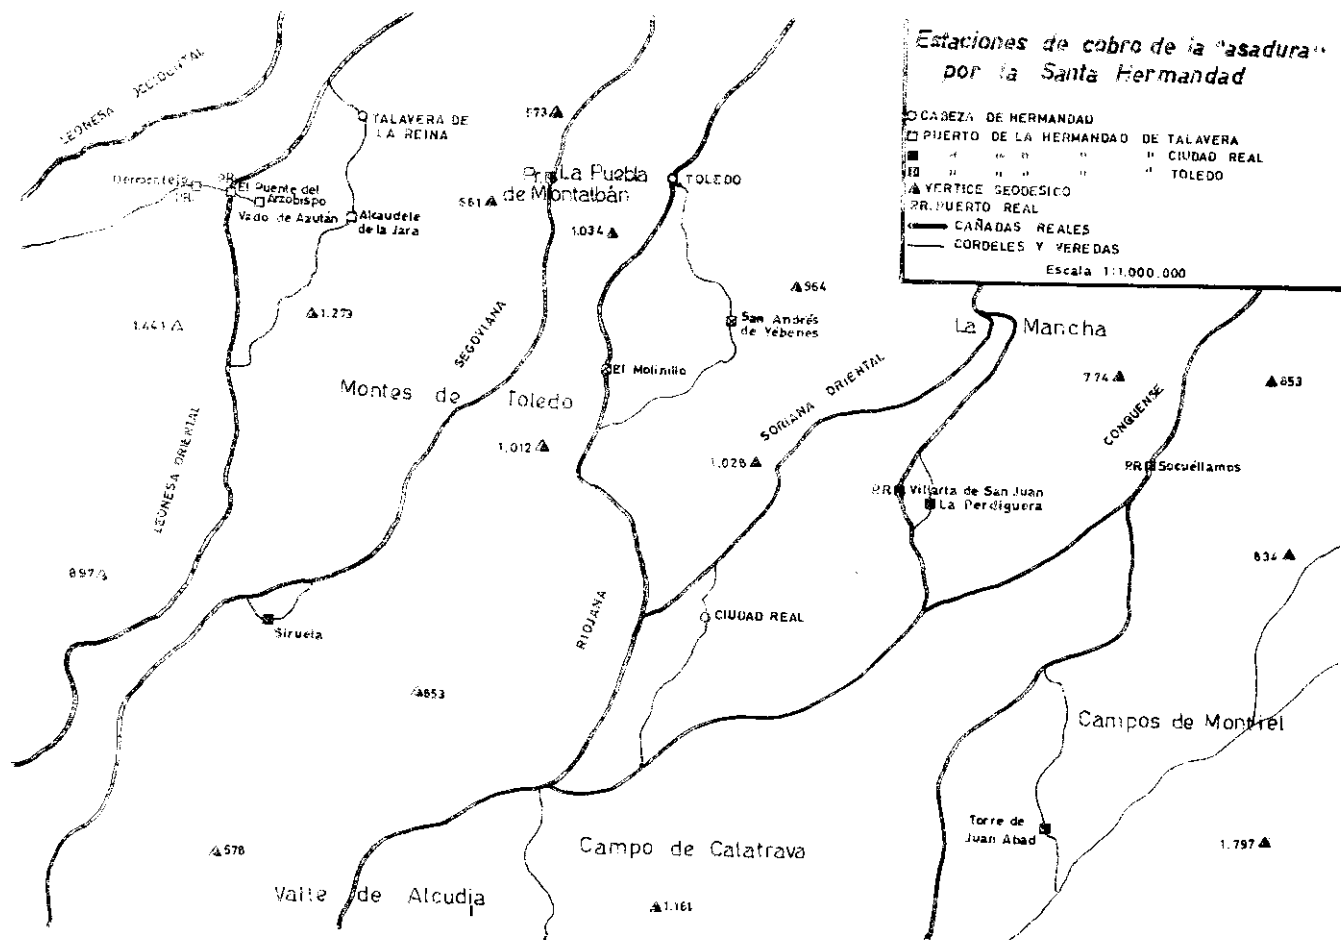 Estaciones de cobro de la "asadura"
por la Santa Hermandad
CABEZA DE HERMANDAD
PUERTO DE LA HERMANDAD DE TALAVERA
" " " " " CIUDAD REAL
" " " " " TOLEDO
VERTICE GEODESICO
PR. PUERTO REAL
CAÑADAS REALES
CORDELES Y VEREDAS
Escala 1:1.000.000
LEONESA OCCIDENTAL
TALAVERA DE
LA REINA
673
PR.
El Puente del
Arzobispo
Vado de Azután
Alcaudete
de la Jara
Pr.
La Puebla
de Montalbán
661
TOLEDO
1.034
964
1.441
1.273
San Andrés
de Yébenes
El Molinillo
SEGOVIANA
Montes de Toledo
La Mancha
774
853
SORIANA ORIENTAL
CONQUENSE
LEONESA ORIENTAL
1.012
1.028
PR.
Socuéllamos
PR.
Villarta de San Juan
La Perdiguera
897
834
Siruela
RIOJANA
CIUDAD REAL
853
Campos de Montiel
Torre de
Juan Abad
1.797
578
Campo de Calatrava
Valle de Alcudia
1.161